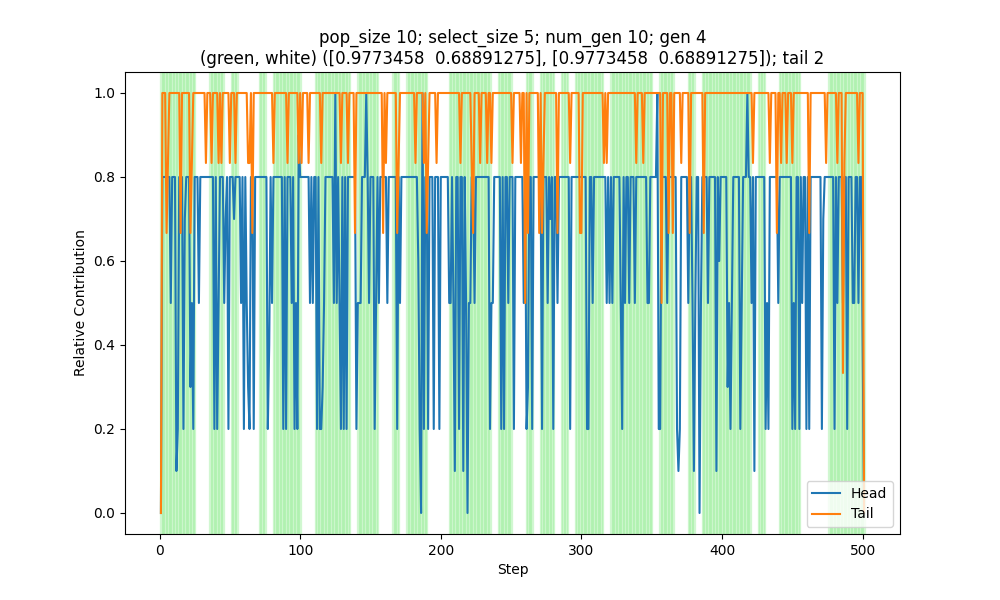 pop_size 10; select_size 5; num_gen 10; gen 4
(green, white) ([0.9773458  0.68891275], [0.9773458  0.68891275]); tail 2
1.0
0.8
0.6
0.4
0.2
0.0
Relative Contribution
Head
Tail
0 100 200 300 400 500
Step